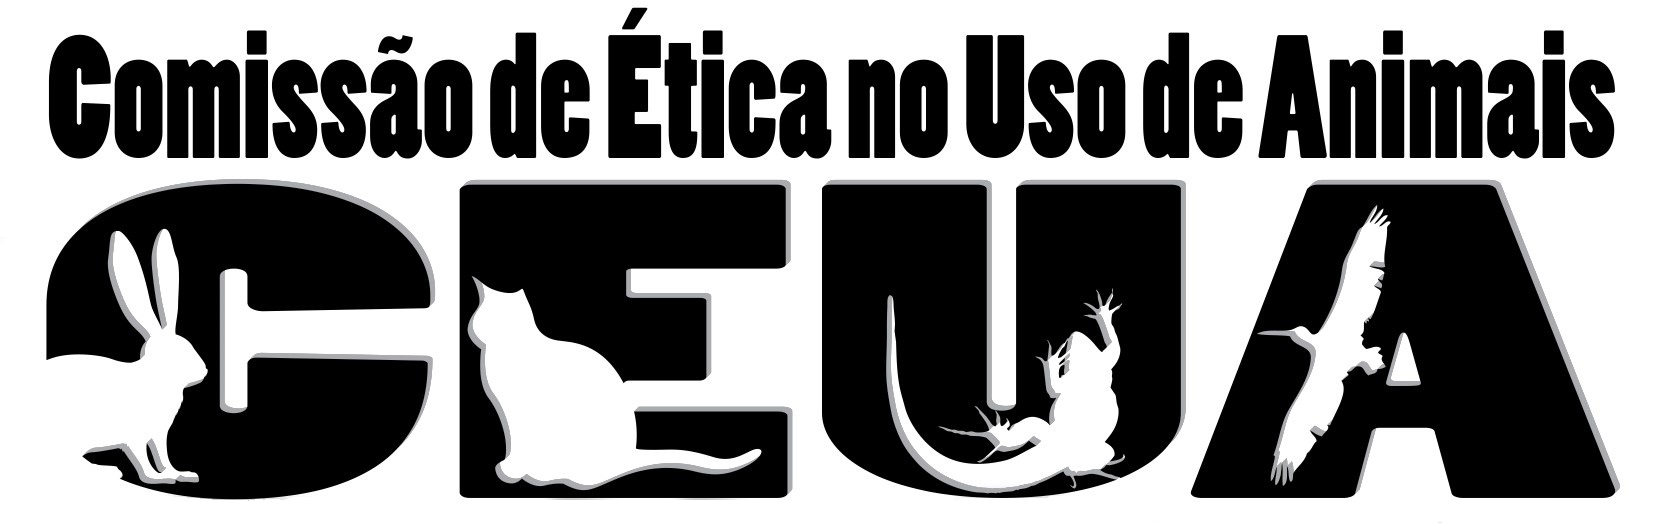 Comissão de Ética no Uso de Animais
CEUA